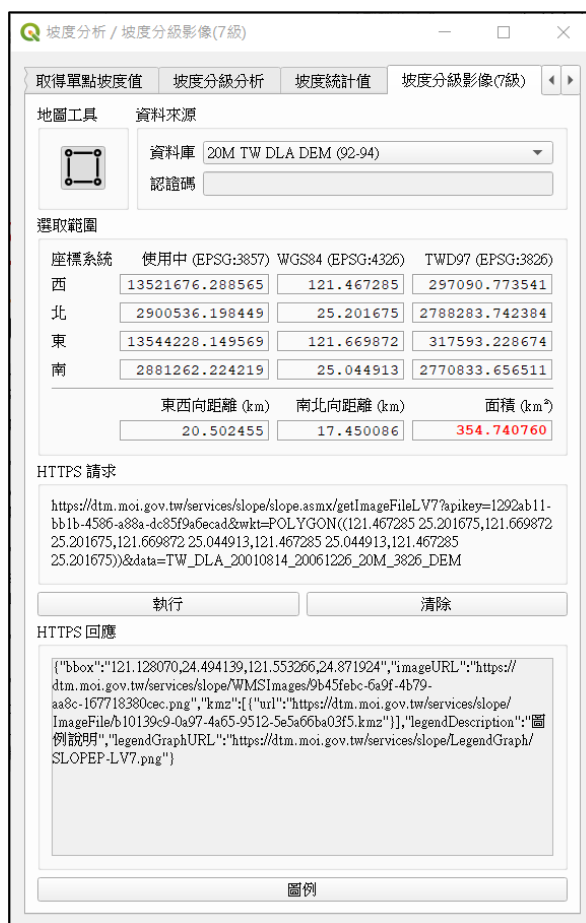 坡度分析 / 坡度分級影像(7級)
取得單點坡度值 坡度分級分析 坡度統計值 坡度分級影像(7級)
地圖工具 資料來源
資料庫 20M TW DLA DEM (92-94)
認證碼
選取範圍
座標系統 使用中 (EPSG:3857) WGS84 (EPSG:4326) TWD97 (EPSG:3826)
西 13521676.288565 121.467285 297090.773541
北 2900536.198449 25.201675 2788283.742384
東 13544228.149569 121.669872 317593.228674
南 2881262.224219 25.044913 2770833.656511
東西向距離 (km) 南北向距離 (km) 面積 (km²)
20.502455 17.450086 354.740760
HTTPS 請求
https://dtm.moi.gov.tw/services/slope/slope.asmx/getImageFileLV7?apikey=1292ab11-
bb1b-4586-a88a-dc85f9a6ecad&wkt=POLYGON((121.467285 25.201675,121.669872
25.201675,121.669872 25.044913,121.467285 25.044913,121.467285
25.201675))&data=TW_DLA_20010814_20061226_20M_3826_DEM
執行 清除
HTTPS 回應
{"bbox":"121.128070,24.494139,121.553266,24.871924","imageURL":"https://
dtm.moi.gov.tw/services/slope/WMSImages/9b45febc-6a9f-4b79-
aa8c-167718380cec.png","kmz":[{"url":"https://dtm.moi.gov.tw/services/slope/
ImageFile/b10139c9-0a97-4a65-9512-5e5a66ba03f5.kmz"}],"legendDescription":"圖
例說明","legendGraphURL":"https://dtm.moi.gov.tw/services/slope/LegendGraph/
SLOPEP-LV7.png"}
圖例